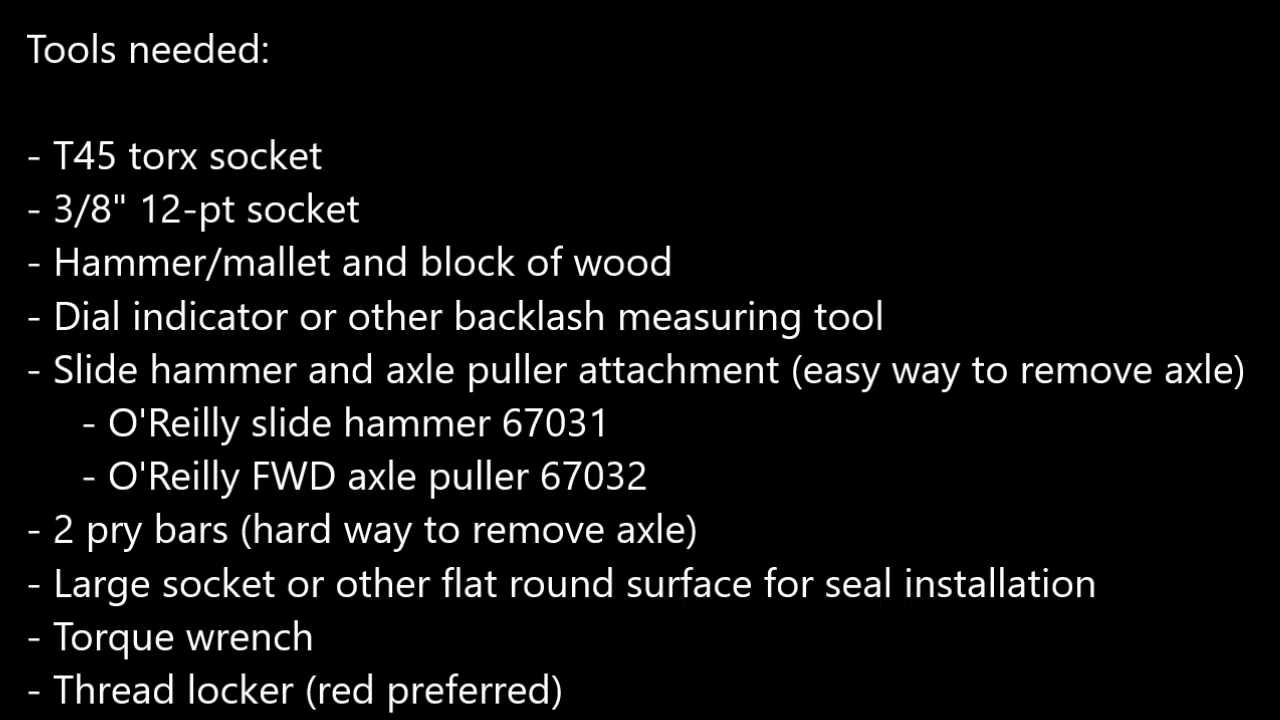 Tools needed:
- T45 torx socket
- 3/8" 12-pt socket
- Hammer/mallet and block of wood
- Dial indicator or other backlash measuring tool
- Slide hammer and axle puller attachment (easy way to remove axle)
- O'Reilly slide hammer 67031
- O'Reilly FWD axle puller 67032
- 2 pry bars (hard way to remove axle)
- Large socket or other flat round surface for seal installation
- Torque wrench
- Thread locker (red preferred)